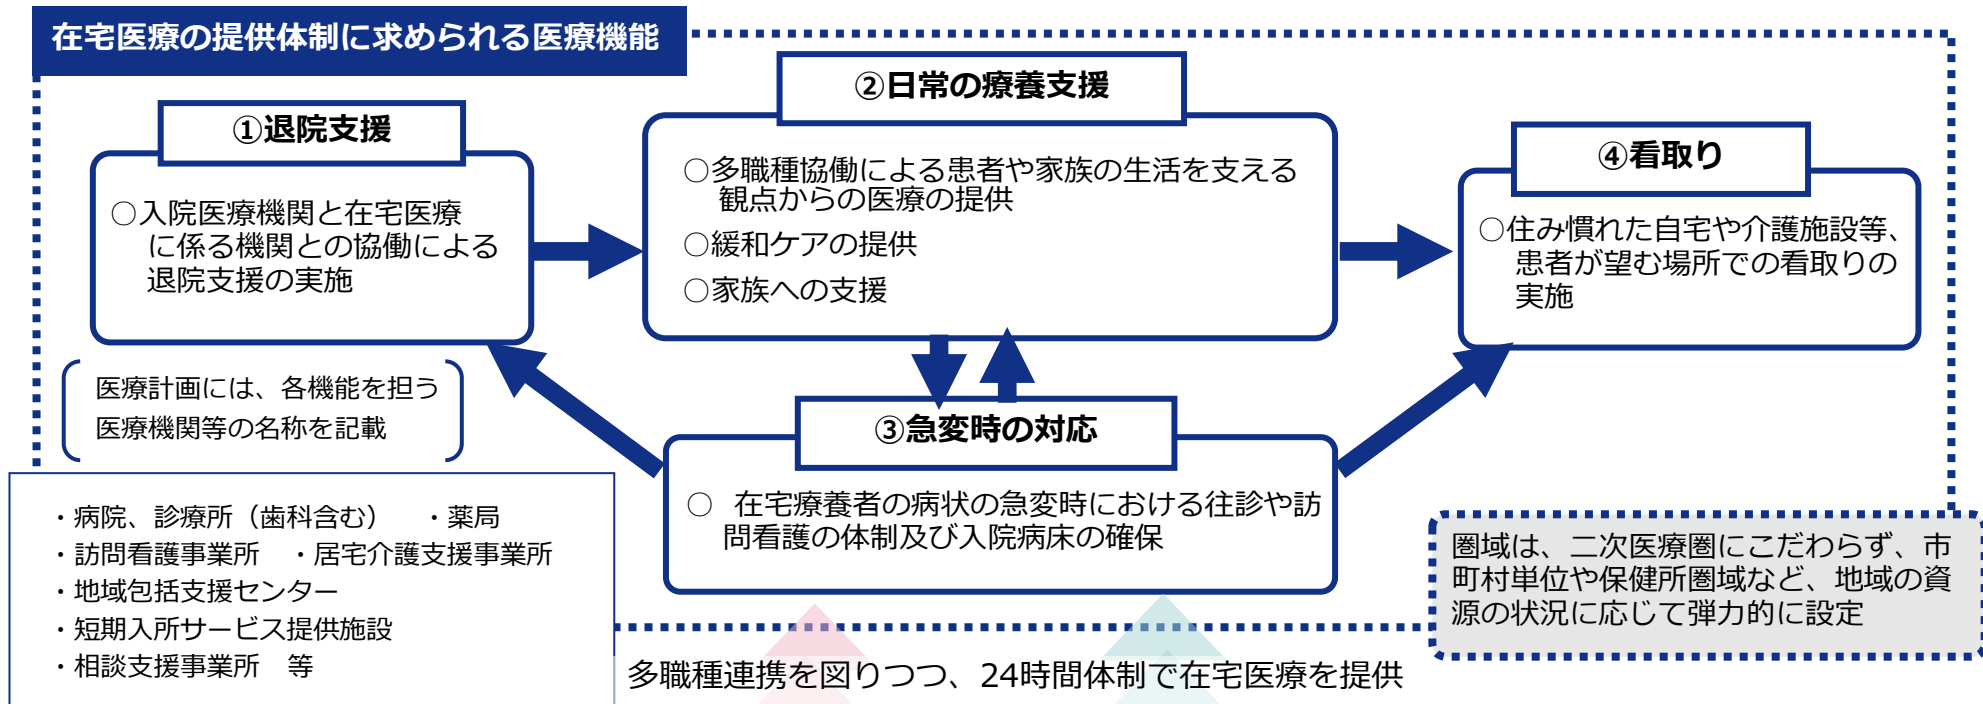 在宅医療の提供体制に求められる医療機能
①退院支援
○入院医療機関と在宅医療
に係る機関との協働による
退院支援の実施
②日常の療養支援
○多職種協働による患者や家族の生活を支える
観点からの医療の提供
○緩和ケアの提供
○家族への支援
④看取り
○住み慣れた自宅や介護施設等、
患者が望む場所での看取りの
実施
医療計画には、各機能を担う
医療機関等の名称を記載
③急変時の対応
○ 在宅療養者の病状の急変時における往診や訪
問看護の体制及び入院病床の確保
・病院、診療所（歯科含む） ・薬局
・訪問看護事業所 ・居宅介護支援事業所
・地域包括支援センター
・短期入所サービス提供施設
・相談支援事業所 等
圏域は、二次医療圏にこだわらず、市
町村単位や保健所圏域など、地域の資
源の状況に応じて弾力的に設定
多職種連携を図りつつ、24時間体制で在宅医療を提供